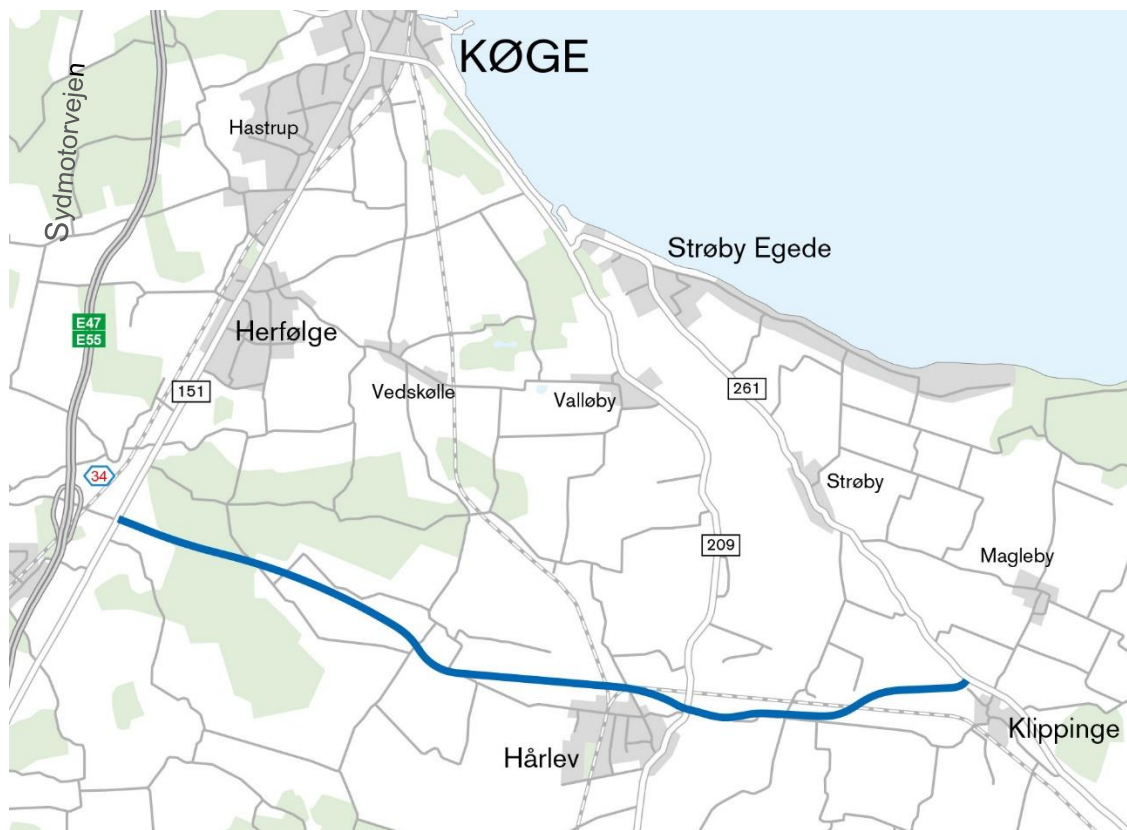 KØGE
Hastrup
Sydmotorvejen
Strøby Egede
E47
E55
Herfølge
151
Vedskølle
Valløby
261
34
Strøby
209
Magleby
Hårlev
Klippinge